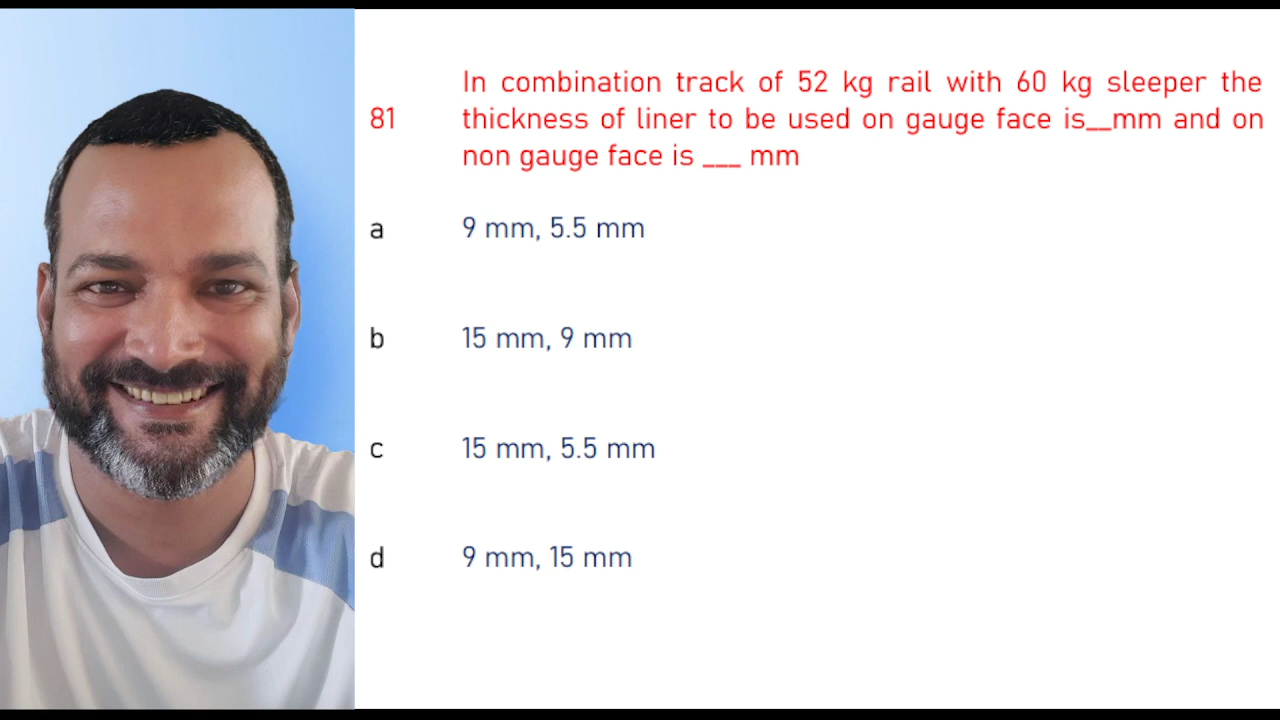 In combination track of 52 kg rail with 60 kg sleeper the
81 thickness of liner to be used on gauge face is__mm and on
non gauge face is ___ mm
a 9 mm, 5.5 mm
b 15 mm, 9 mm
c 15 mm, 5.5 mm
d 9 mm, 15 mm